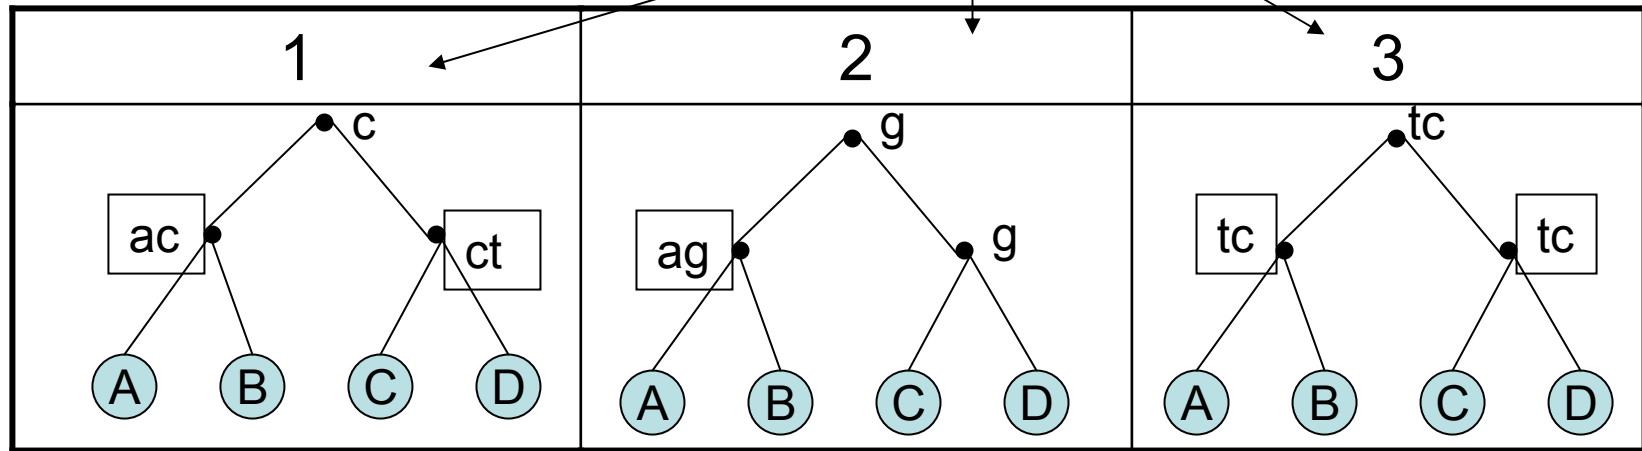 1 2 3
c g tc
ac ct ag g tc tc
A B C D A B C D A B C D